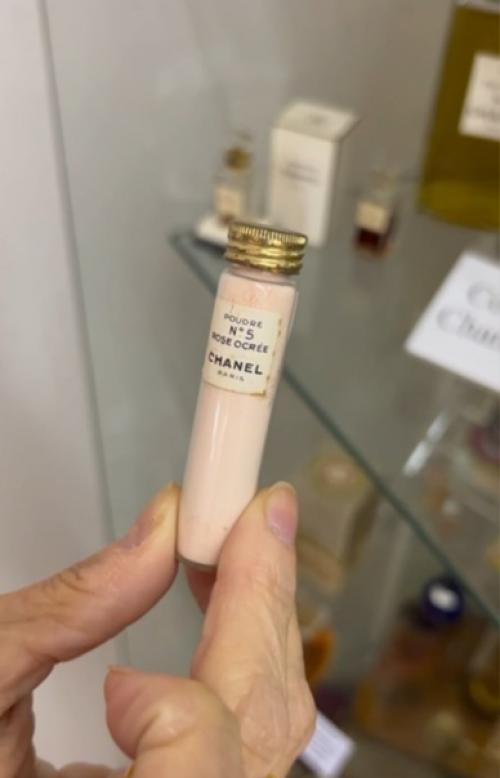 POUDRE
N°5
ROSE OCRÉE
CHANEL
PARIS